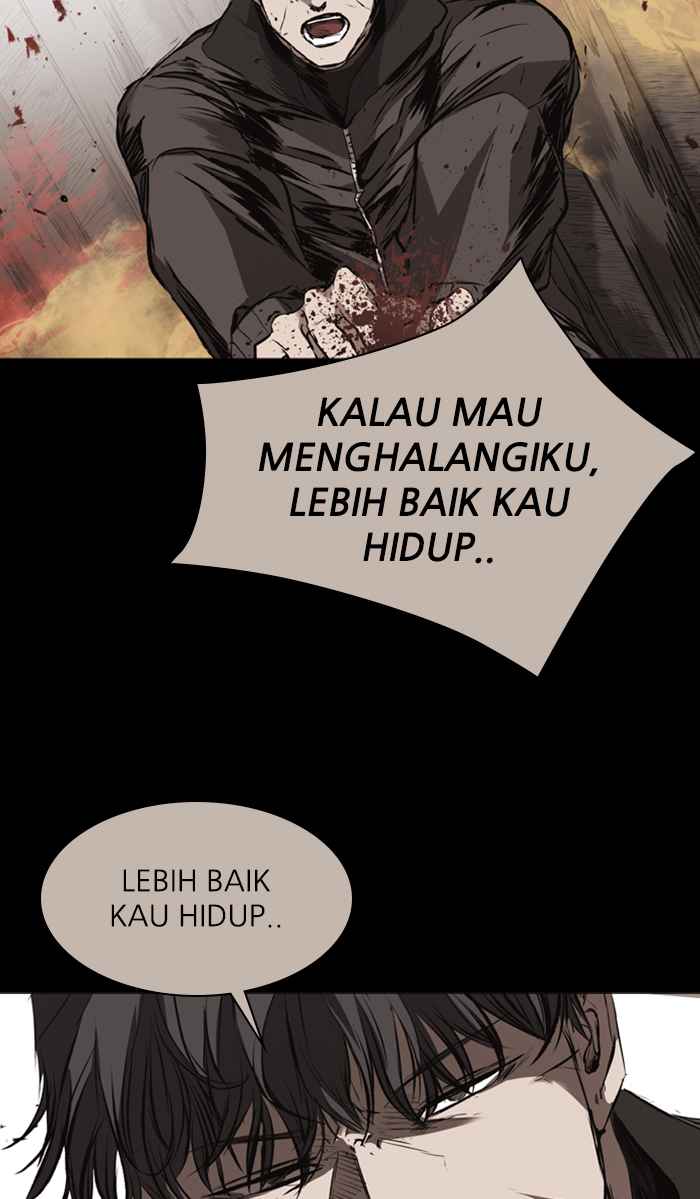 KALAU MAU
MENGHALANGIKU,
LEBIH BAIK KAU
HIDUP..
LEBIH BAIK
KAU HIDUP..